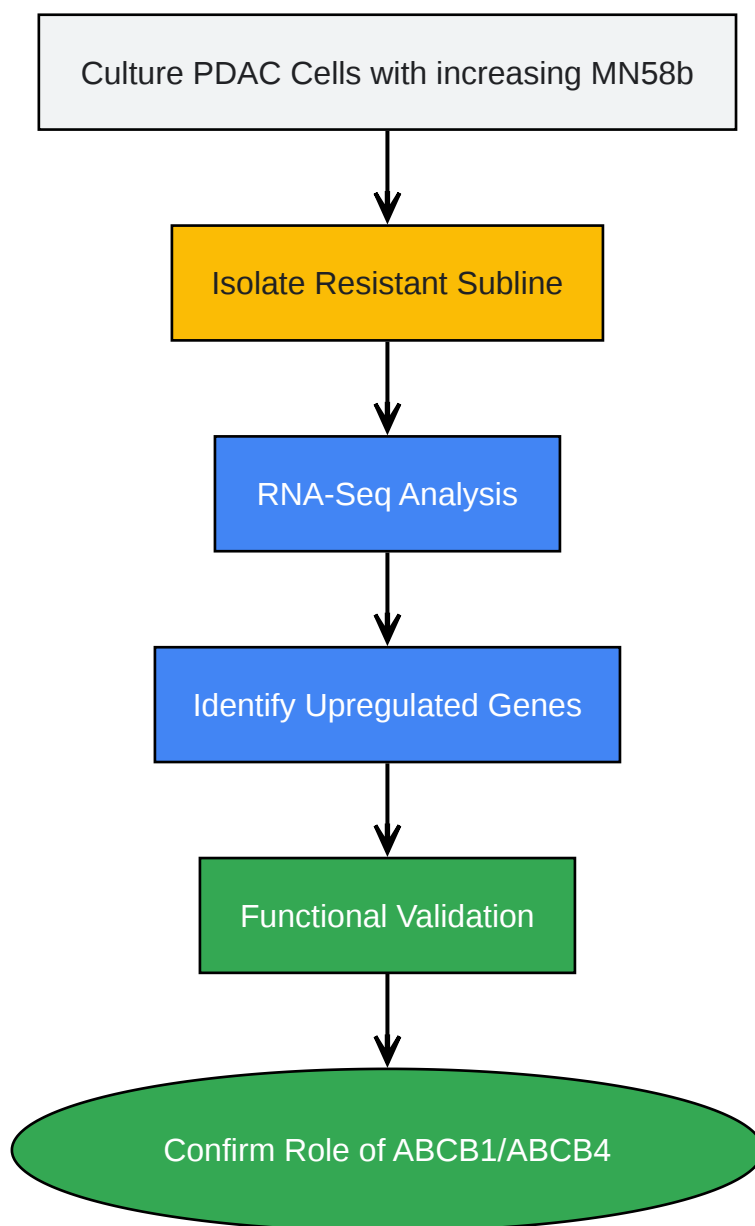 Culture PDAC Cells with increasing MN58b
Isolate Resistant Subline
RNA-Seq Analysis
Identify Upregulated Genes
Functional Validation
Confirm Role of ABCB1/ABCB4